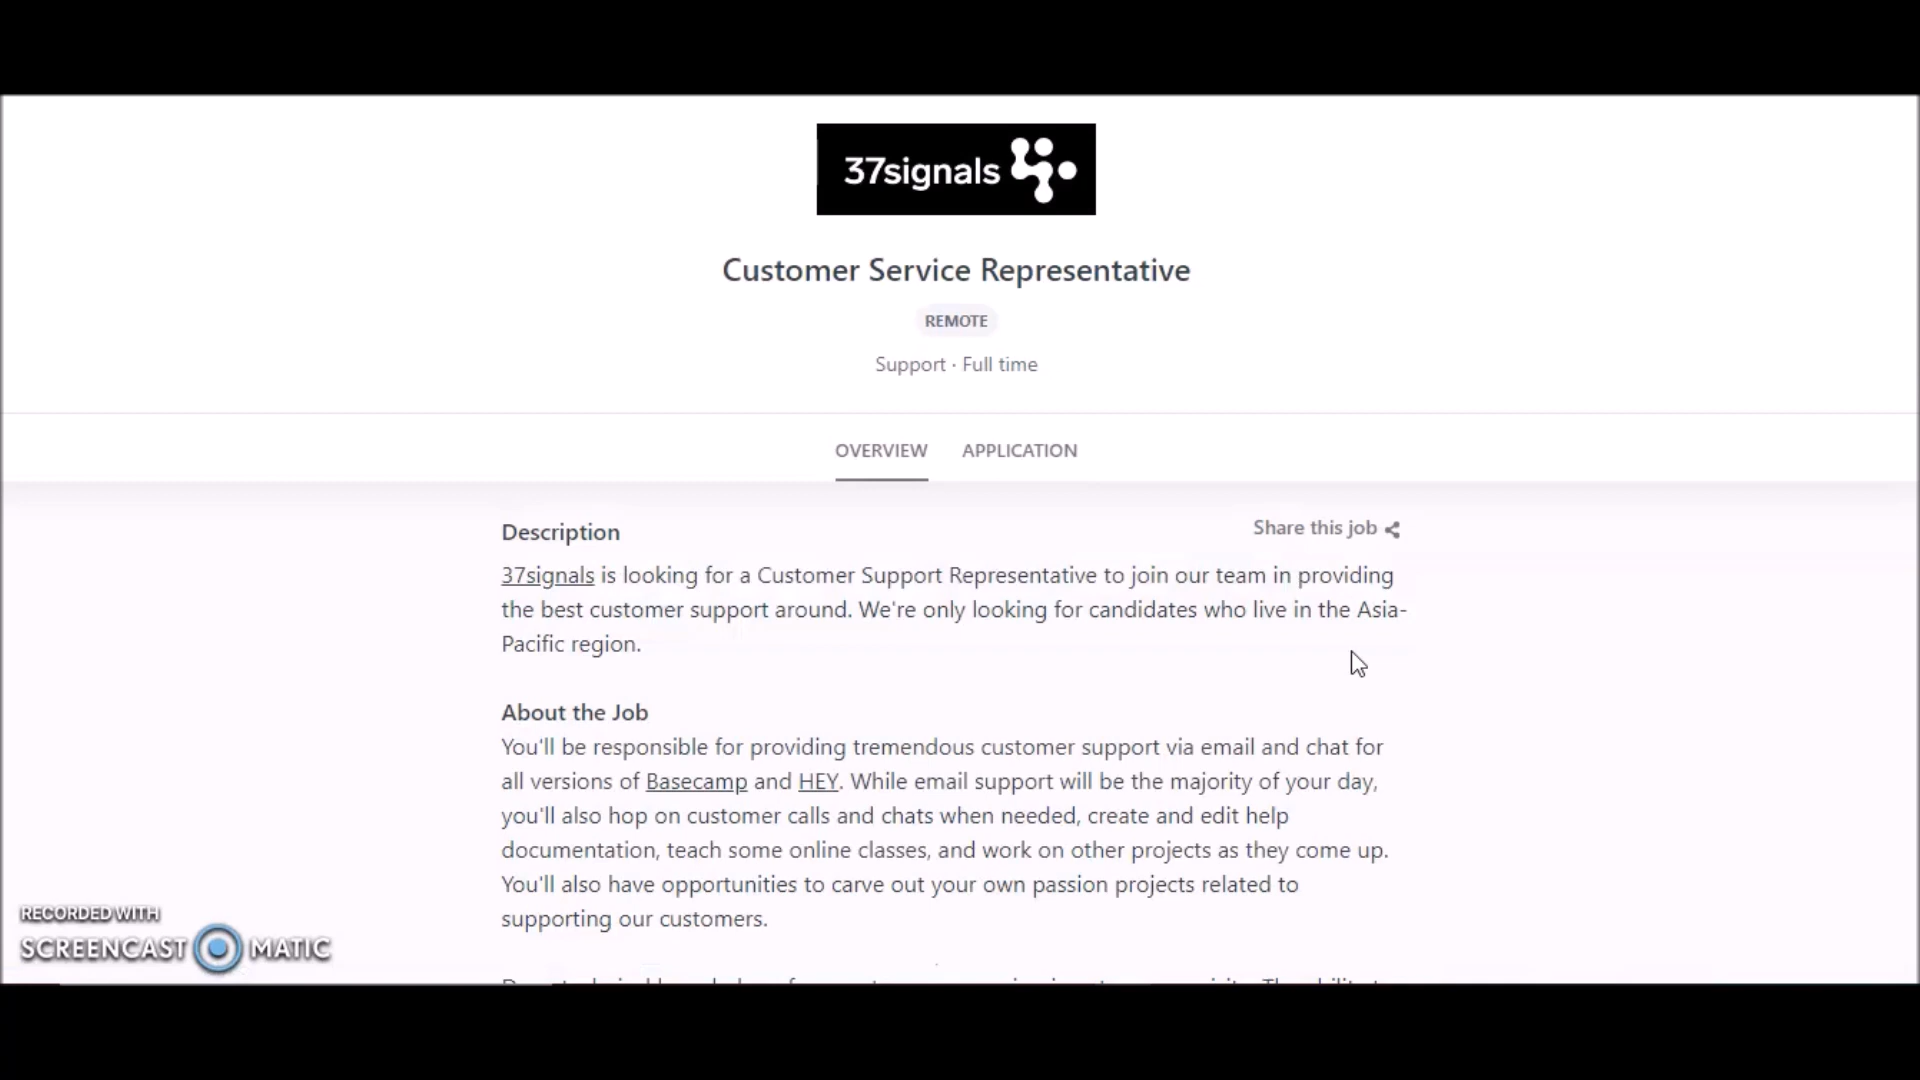 37signals
Customer Service Representative
REMOTE
Support · Full time
OVERVIEW APPLICATION
Description
Share this job
37signals is looking for a Customer Support Representative to join our team in providing
the best customer support around. We're only looking for candidates who live in the Asia-
Pacific region.
About the Job
You'll be responsible for providing tremendous customer support via email and chat for
all versions of Basecamp and HEY. While email support will be the majority of your day,
you'll also hop on customer calls and chats when needed, create and edit help
documentation, teach some online classes, and work on other projects as they come up.
You'll also have opportunities to carve out your own passion projects related to
supporting our customers.
RECORDED WITH
SCREENCAST MATIC